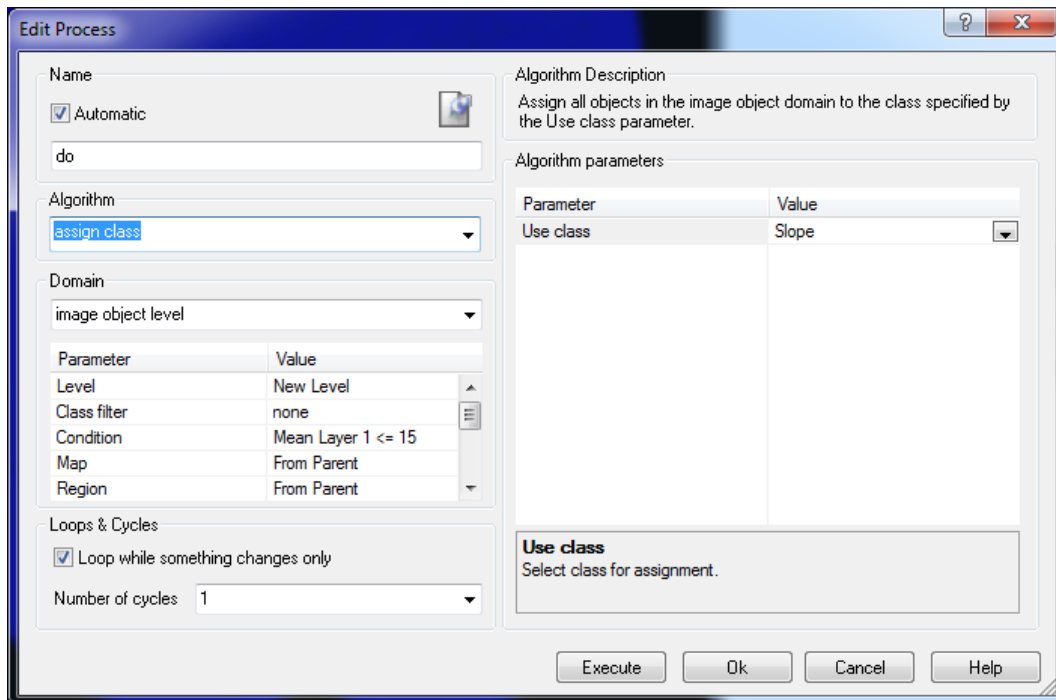 Edit Process
Name
Automatic
do
Algorithm
assign class
Domain
image object level
Parameter Value
Level New Level
Class filter none
Condition Mean Layer 1 <= 15
Map From Parent
Region From Parent
Loops & Cycles
Loop while something changes only
Number of cycles 1
Algorithm Description
Assign all objects in the image object domain to the class specified by
the Use class parameter.
Algorithm parameters
Parameter Value
Use class Slope
Use class
Select class for assignment.
Execute Ok Cancel Help